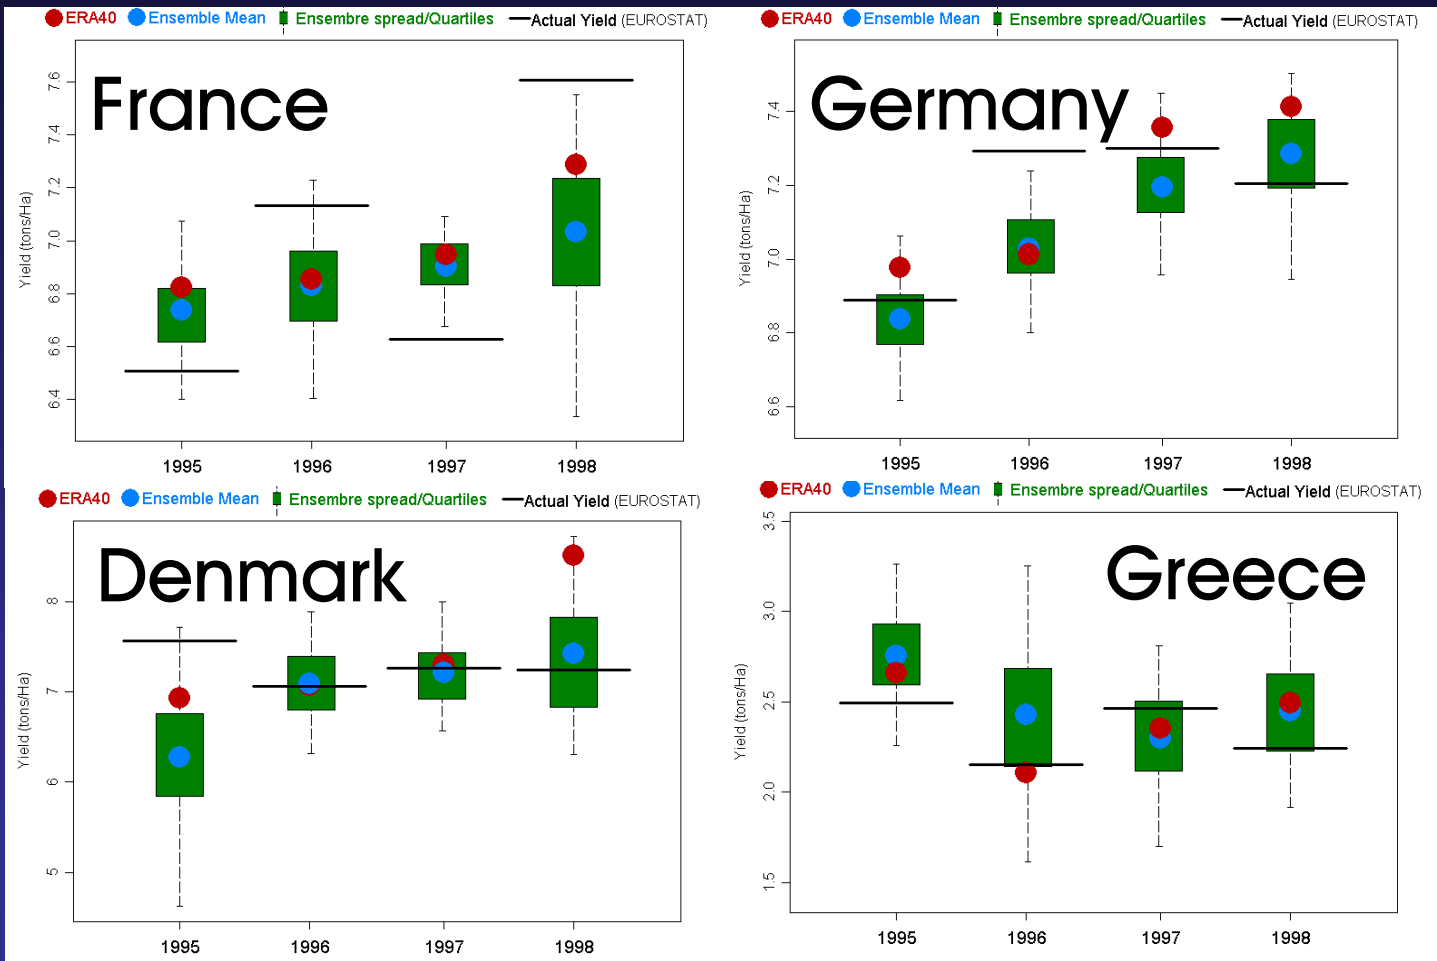 ERA40 Ensemble Mean Ensembre spread/Quartiles Actual Yield (EUROSTAT)
France
Yield (tons/Ha)
7.6
7.4
7.2
7.0
6.8
6.6
6.4
1995 1996 1997 1998
ERA40 Ensemble Mean Ensembre spread/Quartiles Actual Yield (EUROSTAT)
Germany
Yield (tons/Ha)
7.4
7.2
7.0
6.8
6.6
1995 1996 1997 1998
ERA40 Ensemble Mean Ensembre spread/Quartiles Actual Yield (EUROSTAT)
Denmark
Yield (tons/Ha)
8
7
6
5
1995 1996 1997 1998
ERA40 Ensemble Mean Ensembre spread/Quartiles Actual Yield (EUROSTAT)
Greece
Yield (tons/Ha)
3.5
3.0
2.5
2.0
1.5
1995 1996 1997 1998